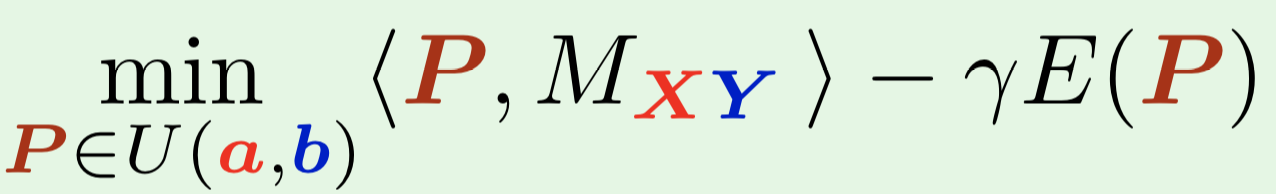 min ⟨P, M_XY⟩ − γE(P)
P∈U(a,b)